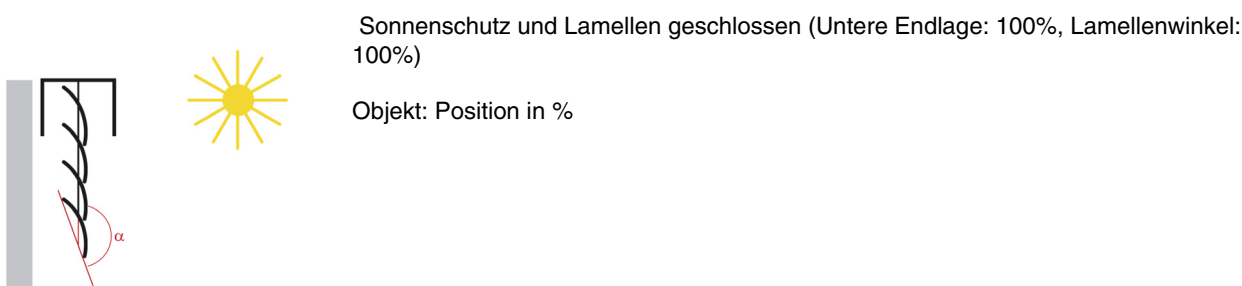 Sonnenschutz und Lamellen geschlossen (Untere Endlage: 100%, Lamellenwinkel:
100%)
Objekt: Position in %
α